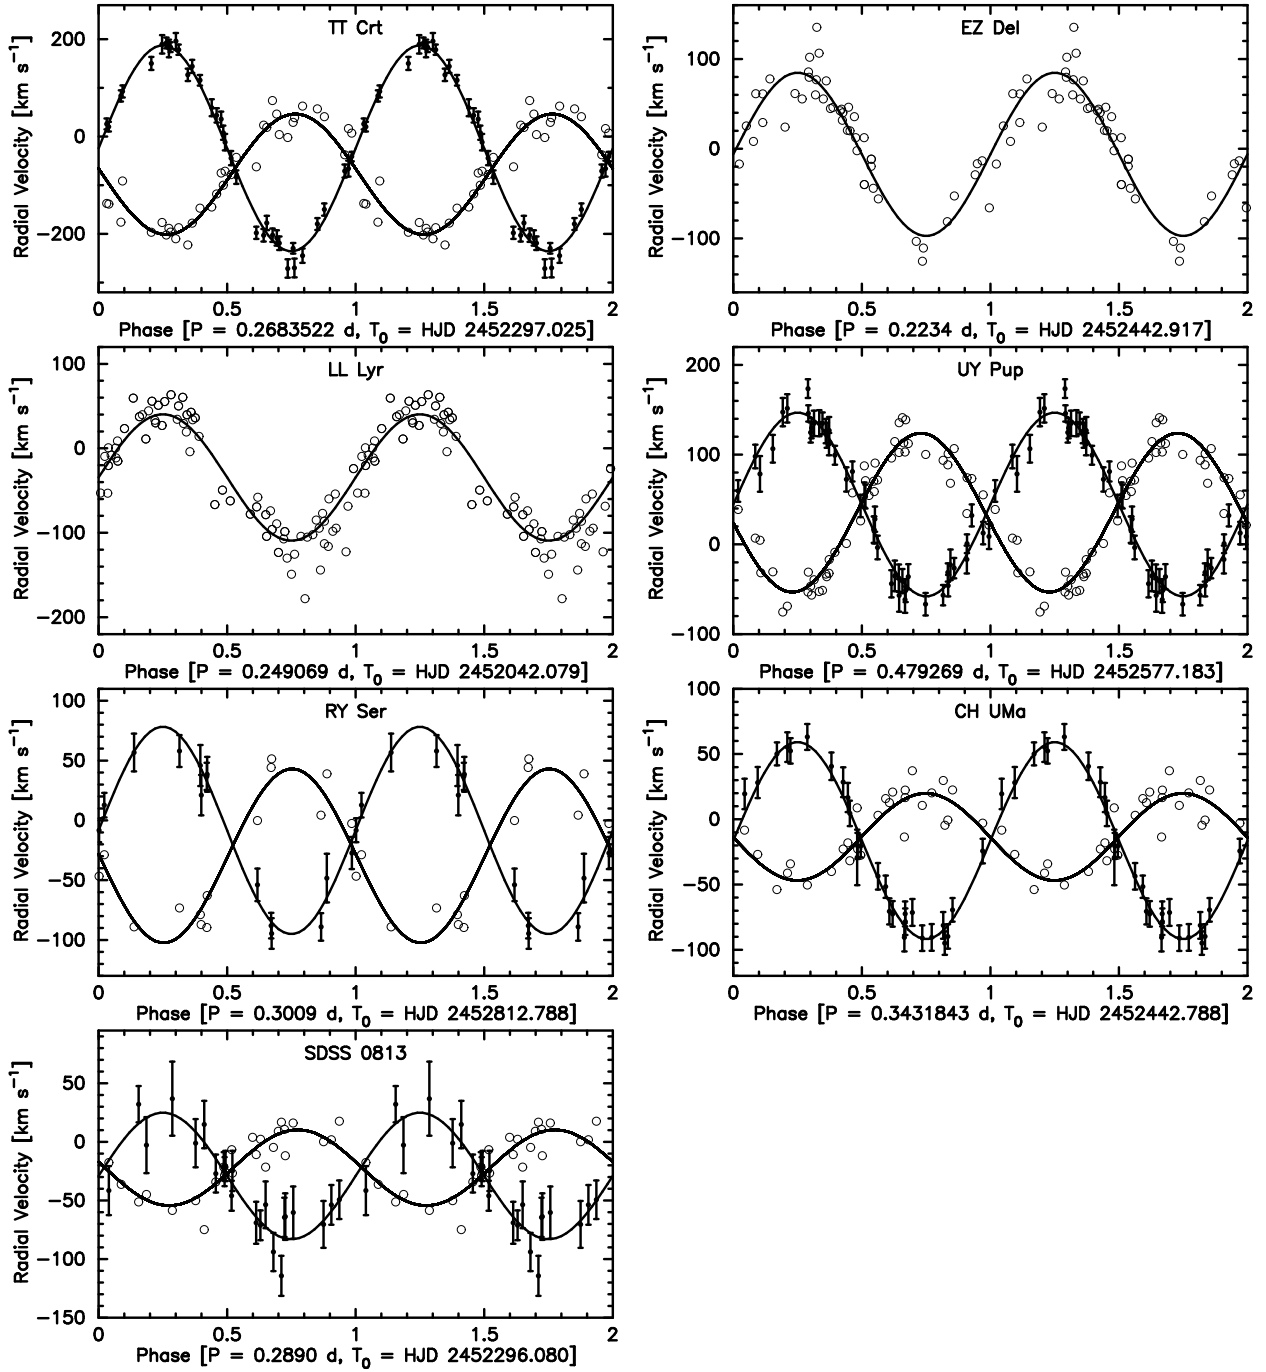 TT Crt
Radial Velocity [km s⁻¹]
200
0
−200
0 0.5 1 1.5 2
Phase [P = 0.2683522 d, T₀ = HJD 2452297.025]
EZ Del
Radial Velocity [km s⁻¹]
100
0
−100
0 0.5 1 1.5 2
Phase [P = 0.2234 d, T₀ = HJD 2452442.917]
LL Lyr
Radial Velocity [km s⁻¹]
100
0
−100
−200
0 0.5 1 1.5 2
Phase [P = 0.249069 d, T₀ = HJD 2452042.079]
UY Pup
Radial Velocity [km s⁻¹]
200
100
0
−100
0 0.5 1 1.5 2
Phase [P = 0.479269 d, T₀ = HJD 2452577.183]
RY Ser
Radial Velocity [km s⁻¹]
100
50
0
−50
−100
0 0.5 1 1.5 2
Phase [P = 0.3009 d, T₀ = HJD 2452812.788]
CH UMa
Radial Velocity [km s⁻¹]
100
50
0
−50
−100
0 0.5 1 1.5 2
Phase [P = 0.3431843 d, T₀ = HJD 2452442.788]
SDSS 0813
Radial Velocity [km s⁻¹]
50
0
−50
−100
−150
0 0.5 1 1.5 2
Phase [P = 0.2890 d, T₀ = HJD 2452296.080]